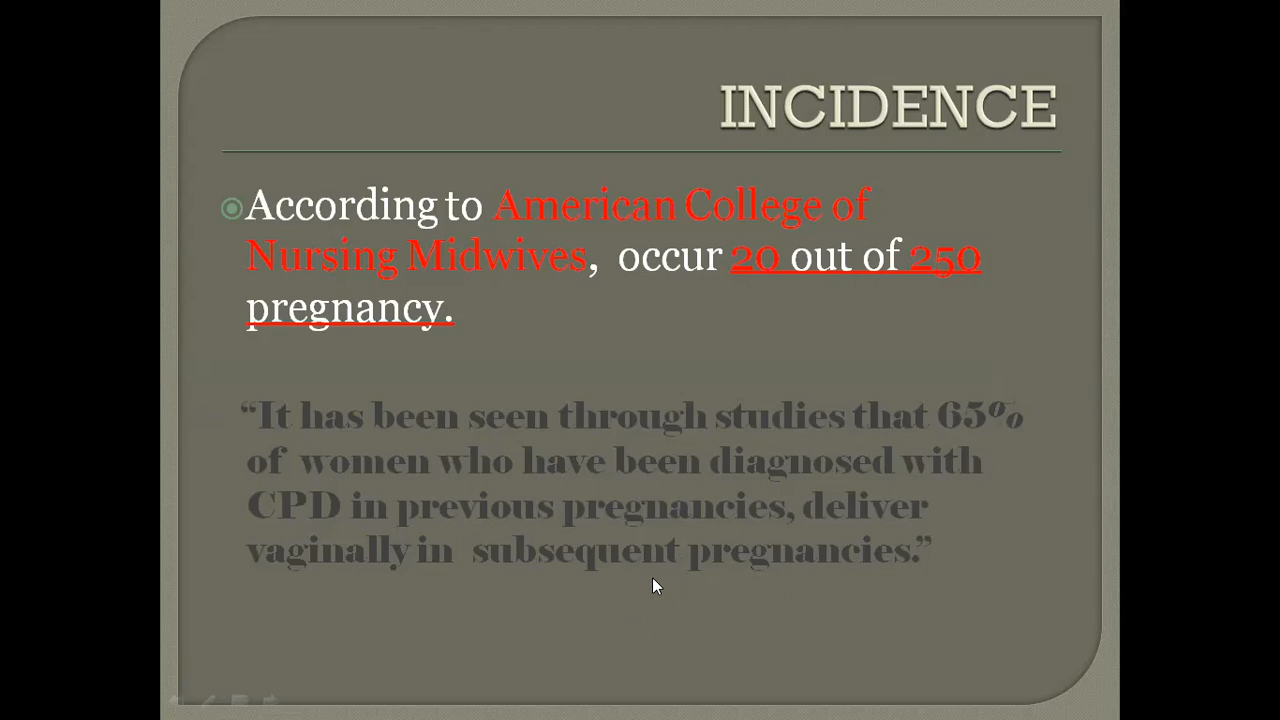 INCIDENCE
According to American College of
Nursing Midwives, occur 20 out of 250
pregnancy.
“It has been seen through studies that 65%
of women who have been diagnosed with
CPD in previous pregnancies, deliver
vaginally in subsequent pregnancies.”